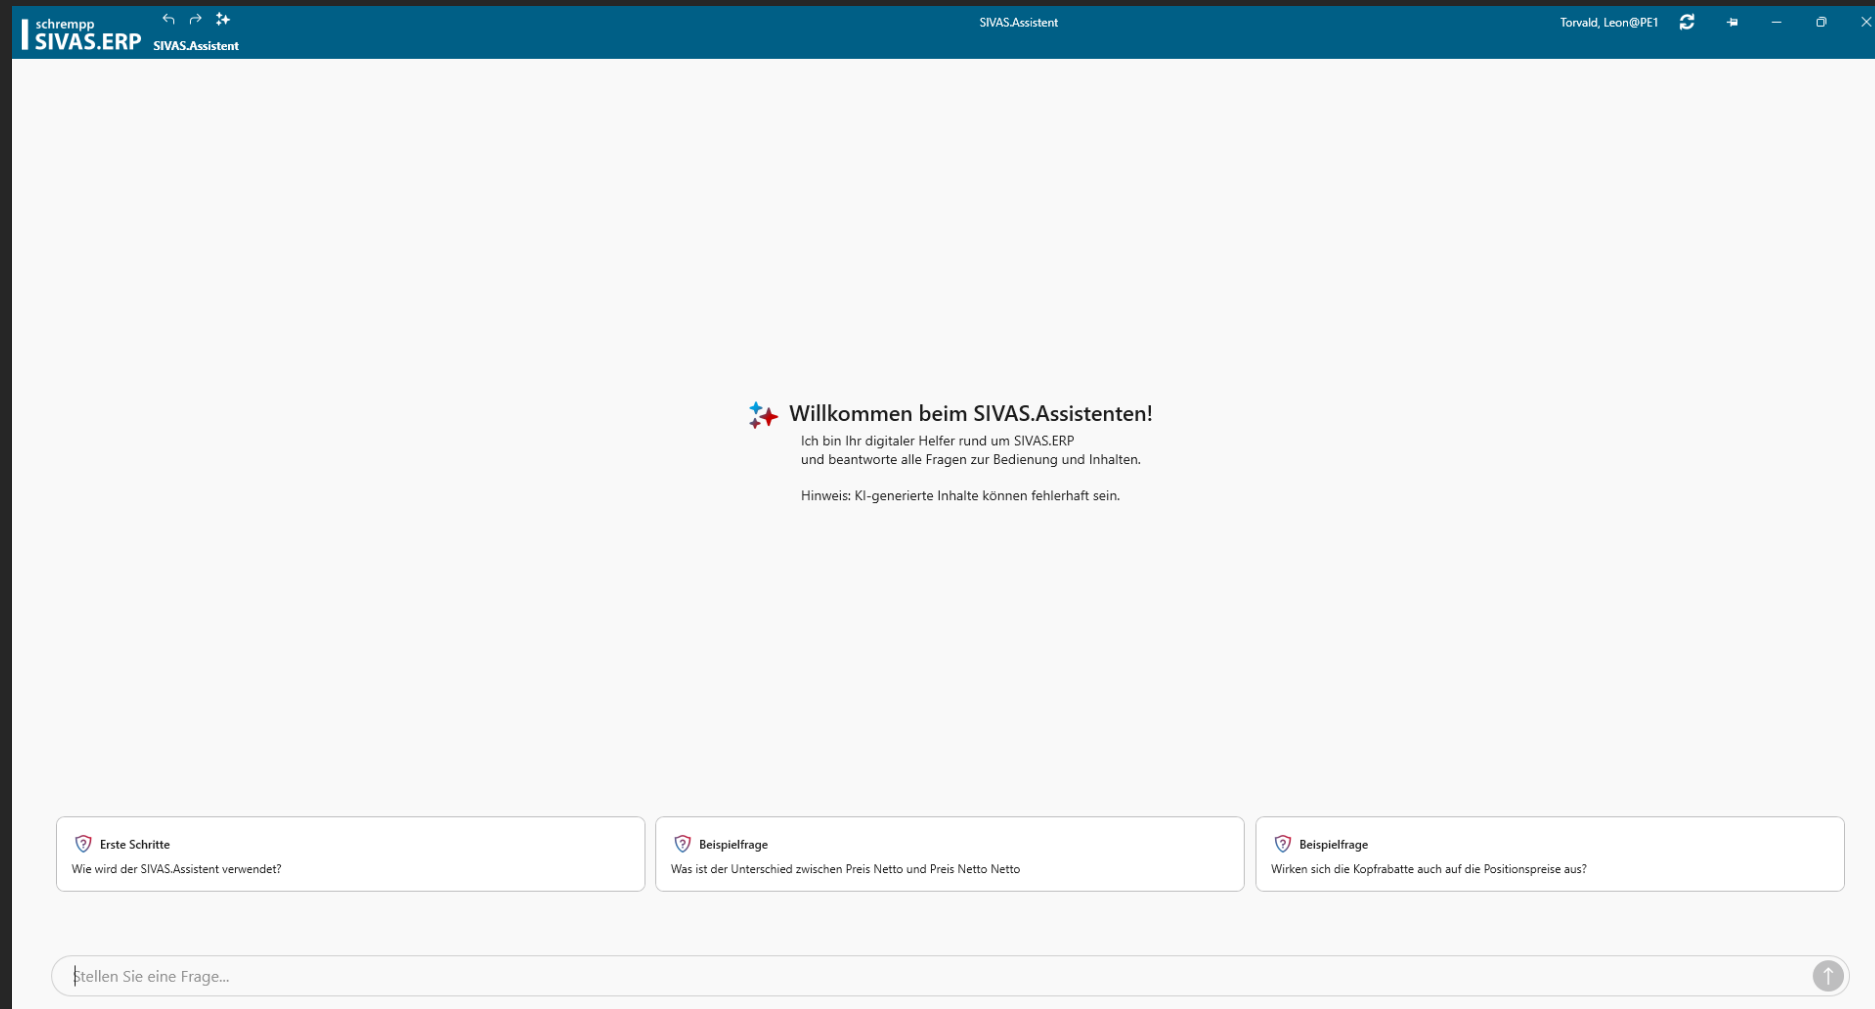 schrempp
SIVAS.ERP
SIVAS.Assistent
SIVAS.Assistent
Torvald, Leon@PE1
Willkommen beim SIVAS.Assistenten!
Ich bin Ihr digitaler Helfer rund um SIVAS.ERP
und beantworte alle Fragen zur Bedienung und Inhalten.
Hinweis: KI-generierte Inhalte können fehlerhaft sein.
Erste Schritte
Wie wird der SIVAS.Assistent verwendet?
Beispielfrage
Was ist der Unterschied zwischen Preis Netto und Preis Netto Netto
Beispielfrage
Wirken sich die Kopfrabatte auch auf die Positionspreise aus?
Stellen Sie eine Frage...